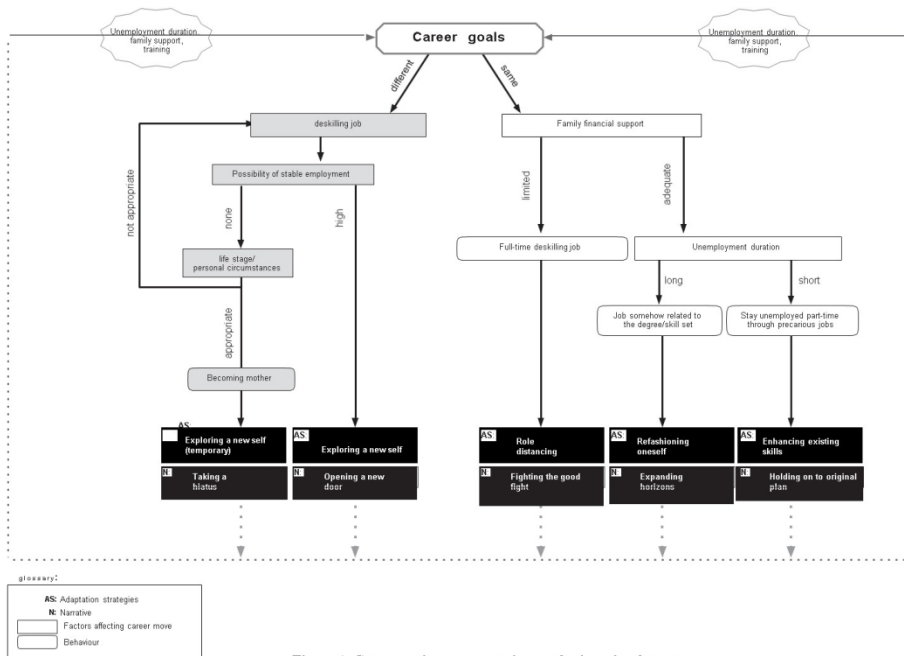 Unemployment duration.
family support,
training
Career goals
Unemployment duration.
family support,
training
different
same
deskilling job
Family financial support
Possibility of stable employment
not appropriate
none
high
limited
adequate
life stage/
personal circumstances
Full-time deskilling job
Unemployment duration
long
short
appropriate
Job somehow related to
the degree/skill set
Stay unemployed part-time
through precarious jobs
Becoming mother
AS:
Exploring a new self
(temporary)
AS:
Exploring a new self
AS:
Role
distancing
AS:
Refashioning
oneself
AS:
Enhancing existing
skills
N:
Taking a
hiatus
N:
Opening a new
door
N:
Fighting the good
fight
N:
Expanding
horizons
N:
Holding on to original
plan
glossary:
AS: Adaptation strategies
N: Narrative
Factors affecting career move
Behaviour